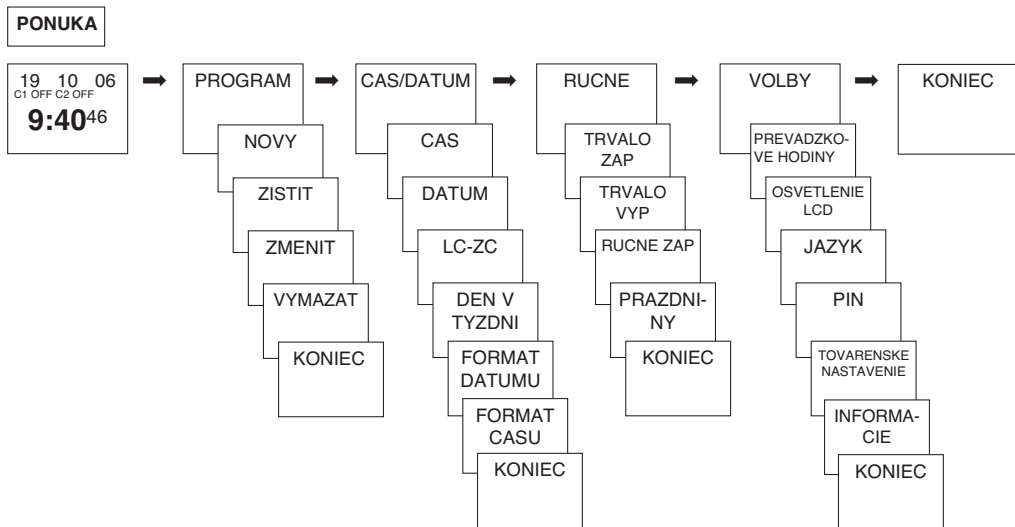 PONUKA
19 10 06
C1 OFF C2 OFF
9:40 46
PROGRAM
NOVY
ZISTIT
ZMENIT
VYMAZAT
KONIEC
CAS/DATUM
CAS
DATUM
LC-ZC
DEN V
TYZDNI
FORMAT
DATUMU
FORMAT
CASU
KONIEC
RUCNE
TRVALO
ZAP
TRVALO
VYP
RUCNE ZAP
PRAZDNI-
NY
KONIEC
VOLBY
PREVADZKO-
VE HODINY
OSVETLENIE
LCD
JAZYK
PIN
TOVARENSKE
NASTAVENIE
INFORMA-
CIE
KONIEC
KONIEC